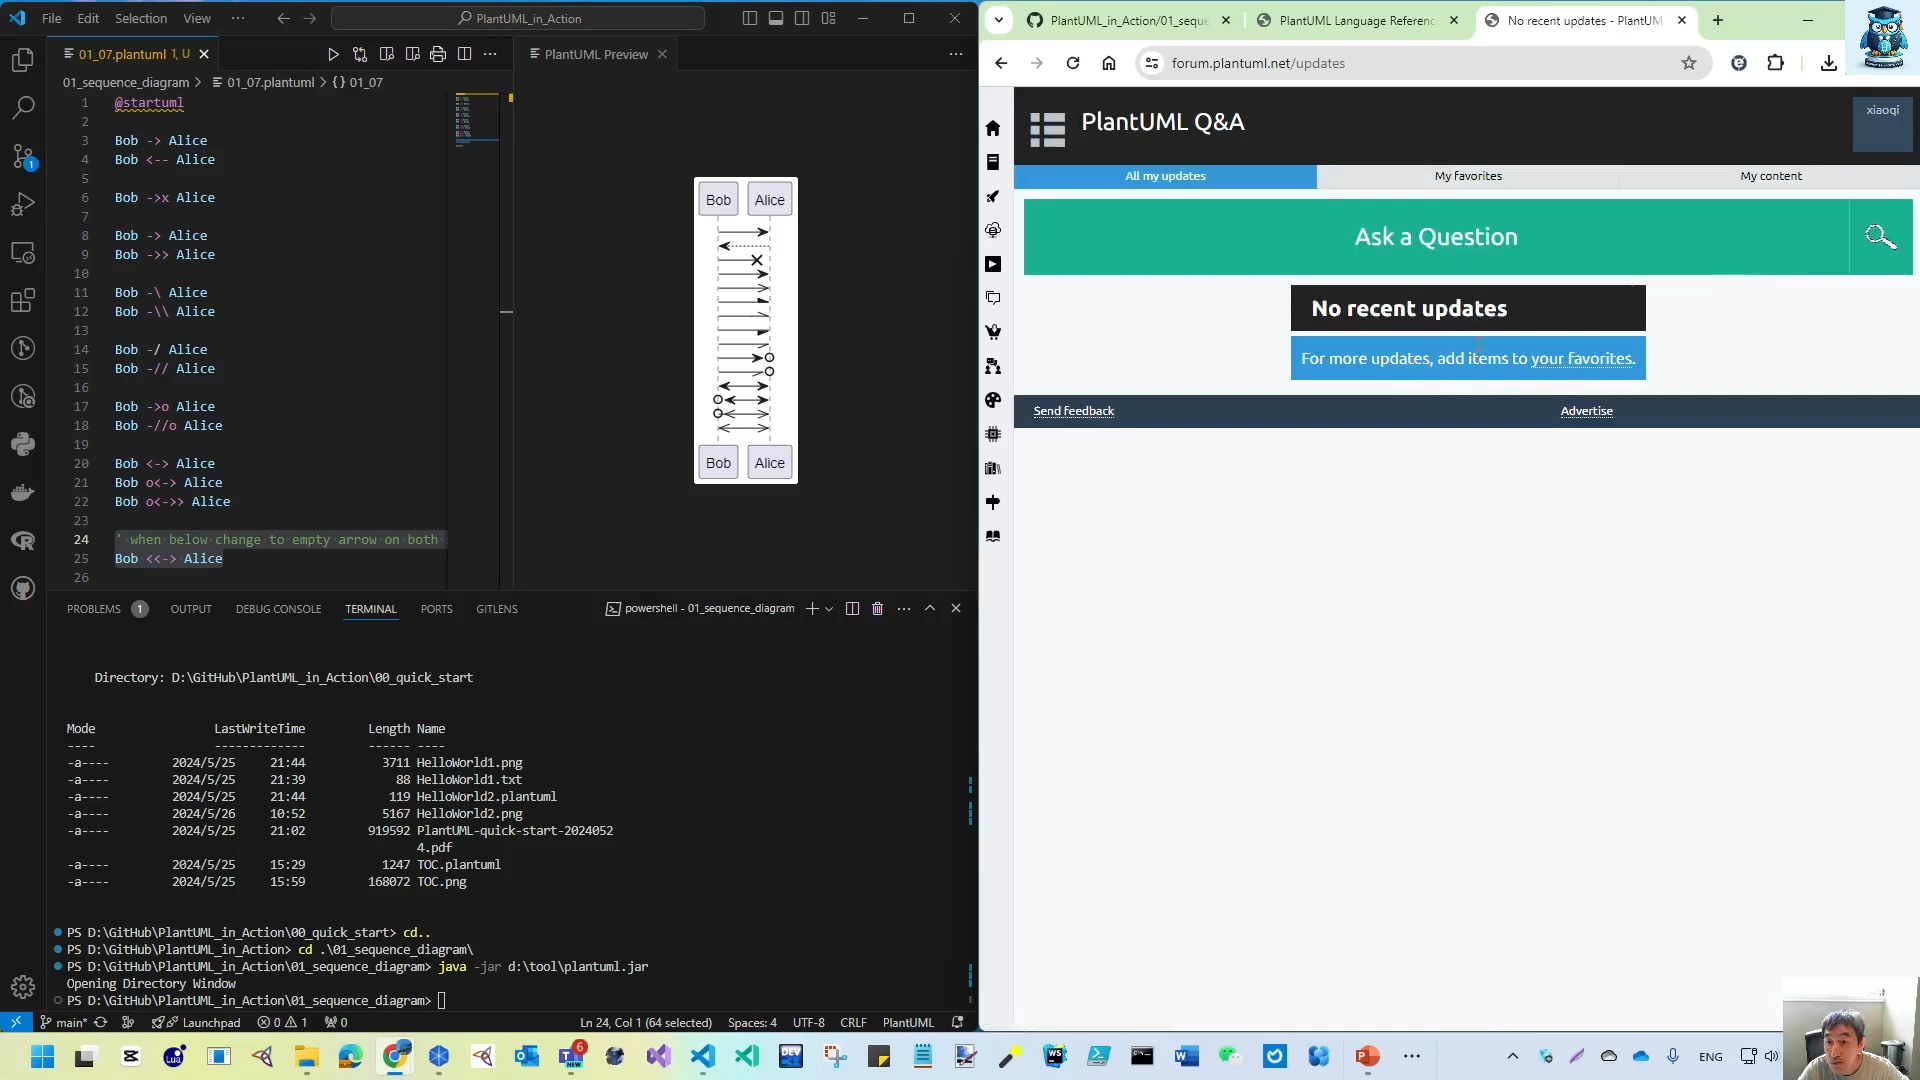 File Edit Selection View ··· PlantUML_in_Action
01_07.plantuml 1, U
PlantUML Preview
01_sequence_diagram > 01_07.plantuml > {} 01_07
1 @startuml
2
3 Bob -> Alice
4 Bob <-- Alice
5
6 Bob ->x Alice
7
8 Bob -> Alice
9 Bob ->> Alice
10
11 Bob -\ Alice
12 Bob -\\ Alice
13
14 Bob -/ Alice
15 Bob -// Alice
16
17 Bob ->o Alice
18 Bob -//o Alice
19
20 Bob <-> Alice
21 Bob o<-> Alice
22 Bob o<->> Alice
23
24 ' when below change to empty arrow on both
25 Bob <<-> Alice
26
Bob Alice
Bob Alice
PROBLEMS 1 OUTPUT DEBUG CONSOLE TERMINAL PORTS GITLENS powershell - 01_sequence_diagram
Directory: D:\GitHub\PlantUML_in_Action\00_quick_start
Mode LastWriteTime Length Name
---- ------------- ------ ----
-a---- 2024/5/25 21:44 3711 HelloWorld1.png
-a---- 2024/5/25 21:39 88 HelloWorld1.txt
-a---- 2024/5/25 21:44 119 HelloWorld2.plantuml
-a---- 2024/5/26 10:52 5167 HelloWorld2.png
-a---- 2024/5/25 21:02 919592 PlantUML-quick-start-2024052
4.pdf
-a---- 2024/5/25 15:29 1247 TOC.plantuml
-a---- 2024/5/25 15:59 168072 TOC.png
PS D:\GitHub\PlantUML_in_Action\00_quick_start> cd..
PS D:\GitHub\PlantUML_in_Action> cd .\01_sequence_diagram\
PS D:\GitHub\PlantUML_in_Action\01_sequence_diagram> java -jar d:\tool\plantuml.jar
Opening Directory Window
PS D:\GitHub\PlantUML_in_Action\01_sequence_diagram>
main* Launchpad 0 1 0 Ln 24, Col 1 (64 selected) Spaces: 4 UTF-8 CRLF PlantUML
PlantUML_in_Action/01_seque
PlantUML Language Referenc
No recent updates - PlantUM
forum.plantuml.net/updates
PlantUML Q&A
xiaoqi
All my updates My favorites My content
Ask a Question
No recent updates
For more updates, add items to your favorites.
Send feedback Advertise
Lua
6
NEW
DEV
WS
ENG